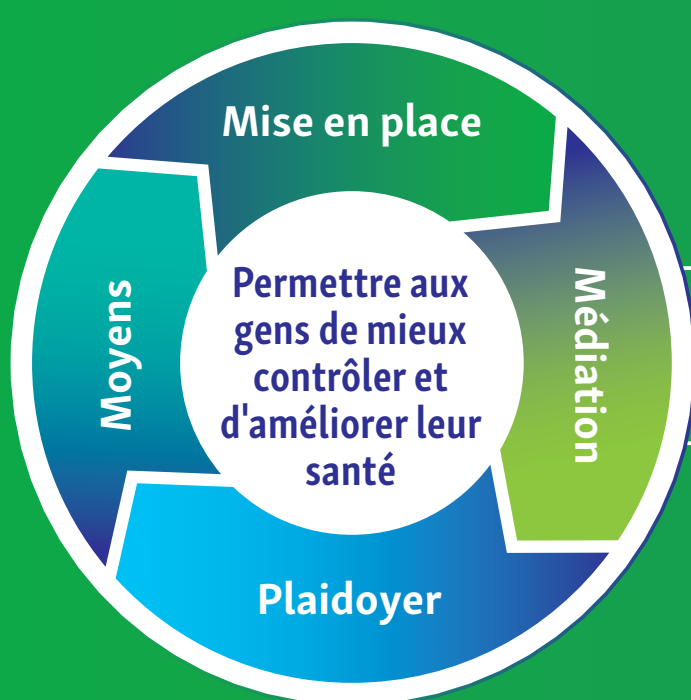 Mise en place
Médiation
Plaidoyer
Moyens
Permettre aux
gens de mieux
contrôler et
d'améliorer leur
santé